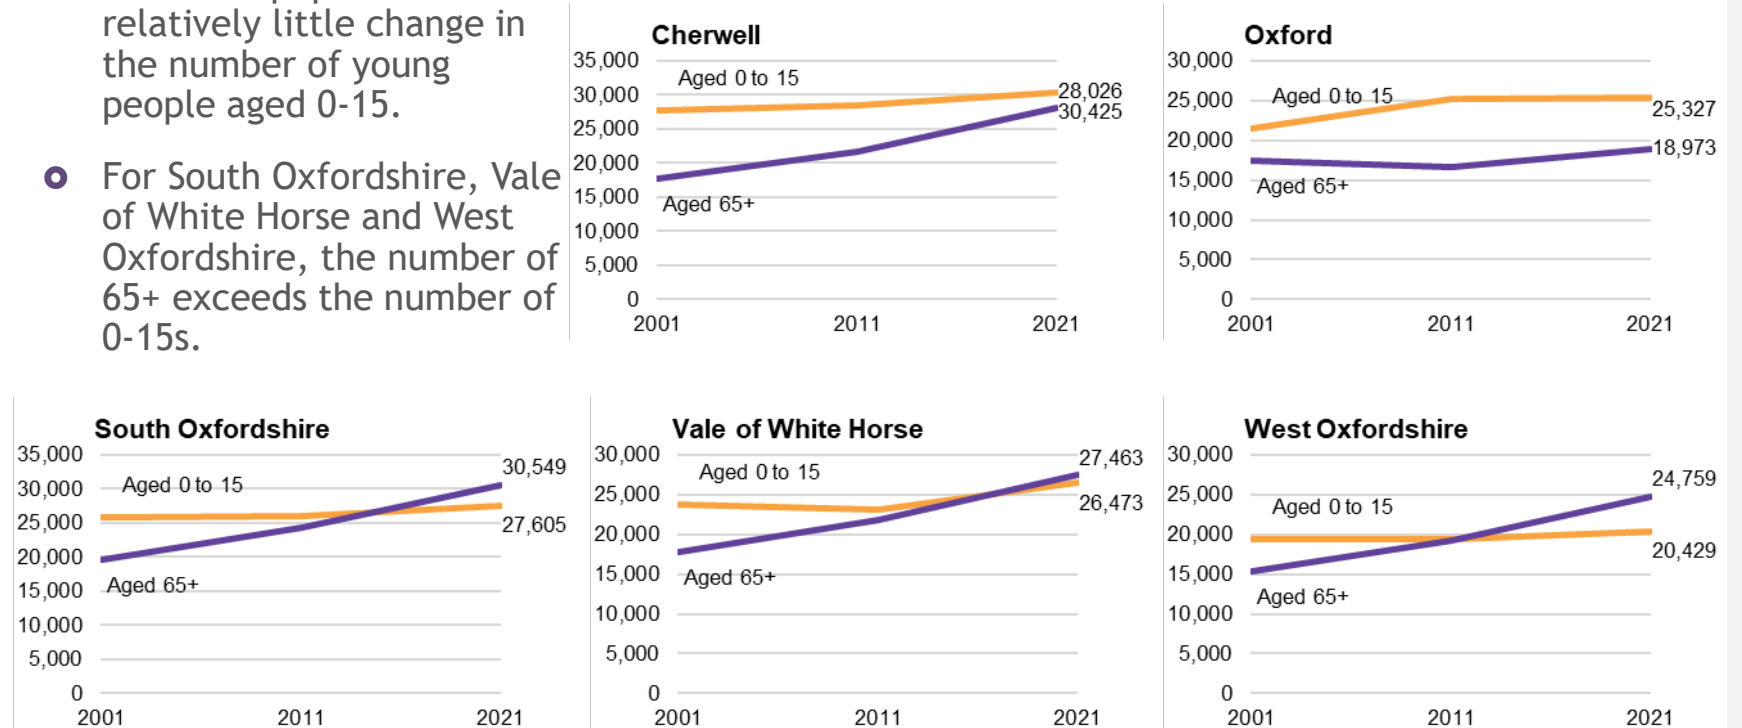 relatively little change in
the number of young
people aged 0-15.
For South Oxfordshire, Vale
of White Horse and West
Oxfordshire, the number of
65+ exceeds the number of
0-15s.
Cherwell
35,000
30,000
25,000
20,000
15,000
10,000
5,000
0
Aged 0 to 15
Aged 65+
28,026
30,425
2001 2011 2021
Oxford
30,000
25,000
20,000
15,000
10,000
5,000
0
Aged 0 to 15
Aged 65+
25,327
18,973
2001 2011 2021
South Oxfordshire
35,000
30,000
25,000
20,000
15,000
10,000
5,000
0
Aged 0 to 15
Aged 65+
30,549
27,605
2001 2011 2021
Vale of White Horse
30,000
25,000
20,000
15,000
10,000
5,000
0
Aged 0 to 15
Aged 65+
27,463
26,473
2001 2011 2021
West Oxfordshire
30,000
25,000
20,000
15,000
10,000
5,000
0
Aged 0 to 15
Aged 65+
24,759
20,429
2001 2011 2021